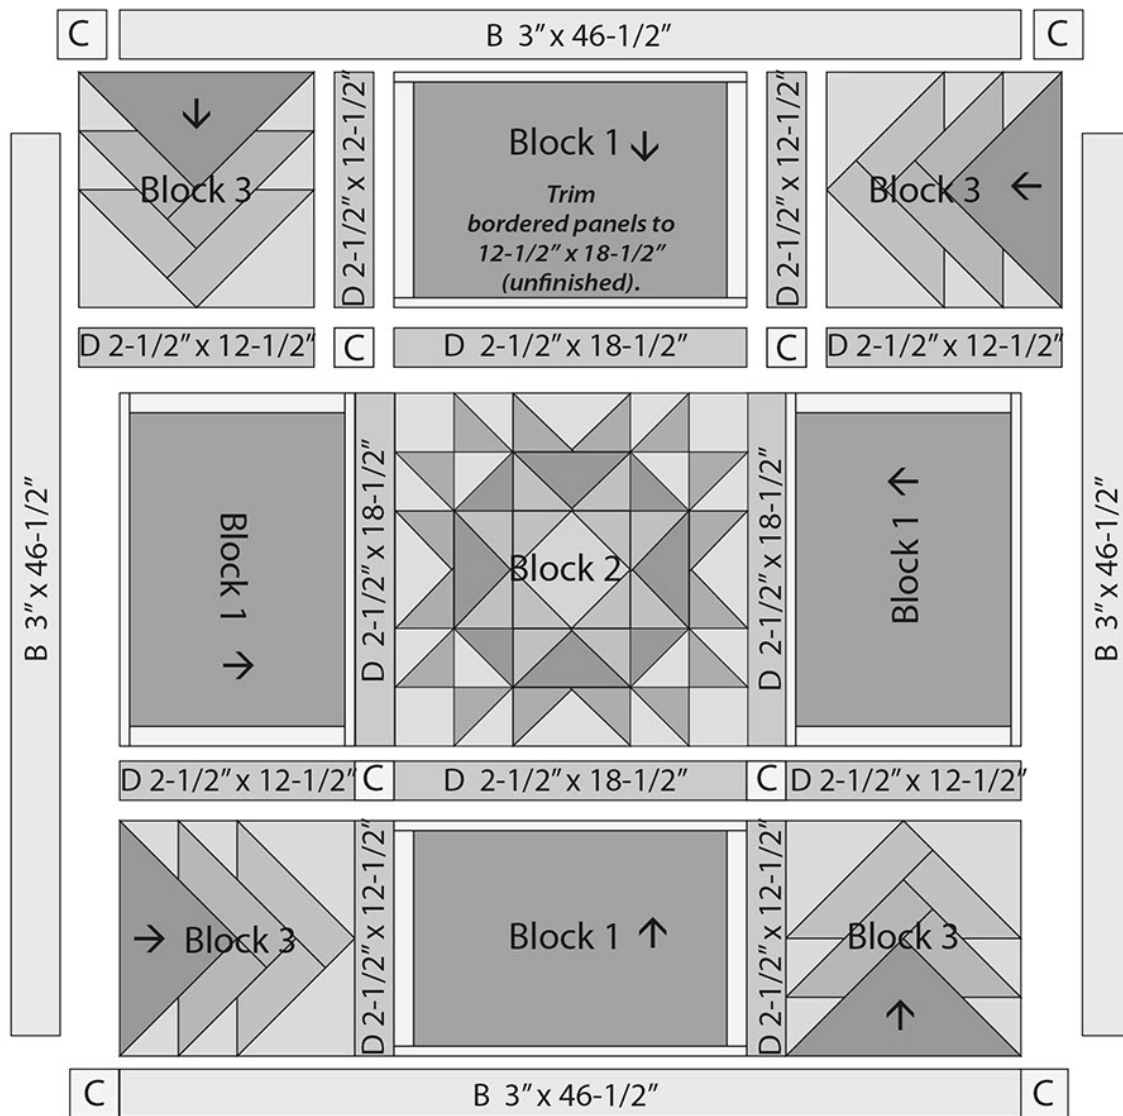 C
B 3” x 46-1/2”
C
Block 3
↓
D 2-1/2” x 12-1/2”
Block 1 ↓
Trim
bordered panels to
12-1/2” x 18-1/2”
(unfinished).
D 2-1/2” x 12-1/2”
Block 3 ←
B 3” x 46-1/2”
D 2-1/2” x 12-1/2”
C
D 2-1/2” x 18-1/2”
C
D 2-1/2” x 12-1/2”
B 3” x 46-1/2”
Block 1 →
D 2-1/2” x 18-1/2”
Block 2
D 2-1/2” x 18-1/2”
Block 1 ↑
D 2-1/2” x 12-1/2”
C
D 2-1/2” x 18-1/2”
C
D 2-1/2” x 12-1/2”
→ Block 3
D 2-1/2” x 12-1/2”
Block 1 ↑
D 2-1/2” x 12-1/2”
Block 3
↑
C
B 3” x 46-1/2”
C